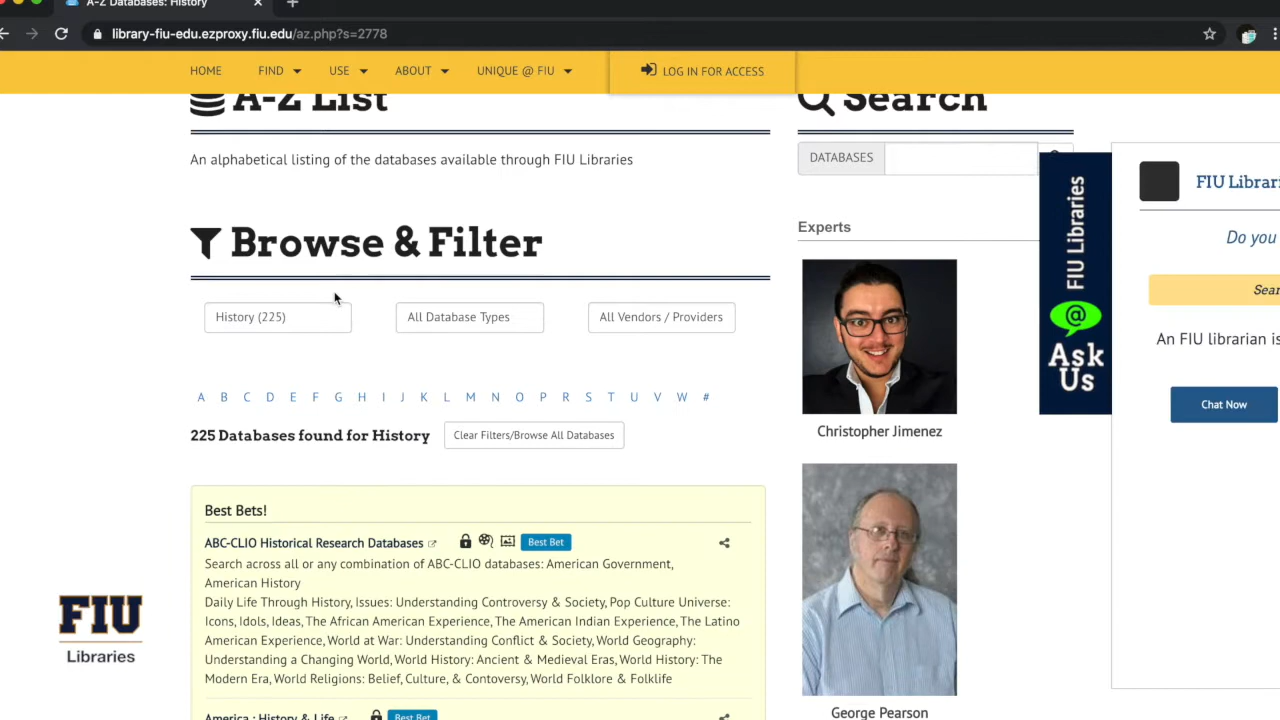 A-Z Databases: History
library-fiu-edu.ezproxy.fiu.edu/az.php?s=2778
HOME FIND USE ABOUT UNIQUE @ FIU LOG IN FOR ACCESS
A-Z List
An alphabetical listing of the databases available through FIU Libraries
Browse & Filter
History (225) All Database Types All Vendors / Providers
A B C D E F G H I J K L M N O P R S T U V W #
225 Databases found for History Clear Filters/Browse All Databases
Best Bets!
ABC-CLIO Historical Research Databases Best Bet
Search across all or any combination of ABC-CLIO databases: American Government,
American History
Daily Life Through History, Issues: Understanding Controversy & Society, Pop Culture Universe:
Icons, Idols, Ideas, The African American Experience, The American Indian Experience, The Latino
American Experience, World at War: Understanding Conflict & Society, World Geography:
Understanding a Changing World, World History: Ancient & Medieval Eras, World History: The
Modern Era, World Religions: Belief, Culture, & Contoversy, World Folklore & Folklife
America : History & Life Best Bet
Search
DATABASES
Experts
Christopher Jimenez
George Pearson
FIU Libraries
@
Ask
Us
FIU Librari
Do you
Sear
An FIU librarian is
Chat Now
FIU
Libraries